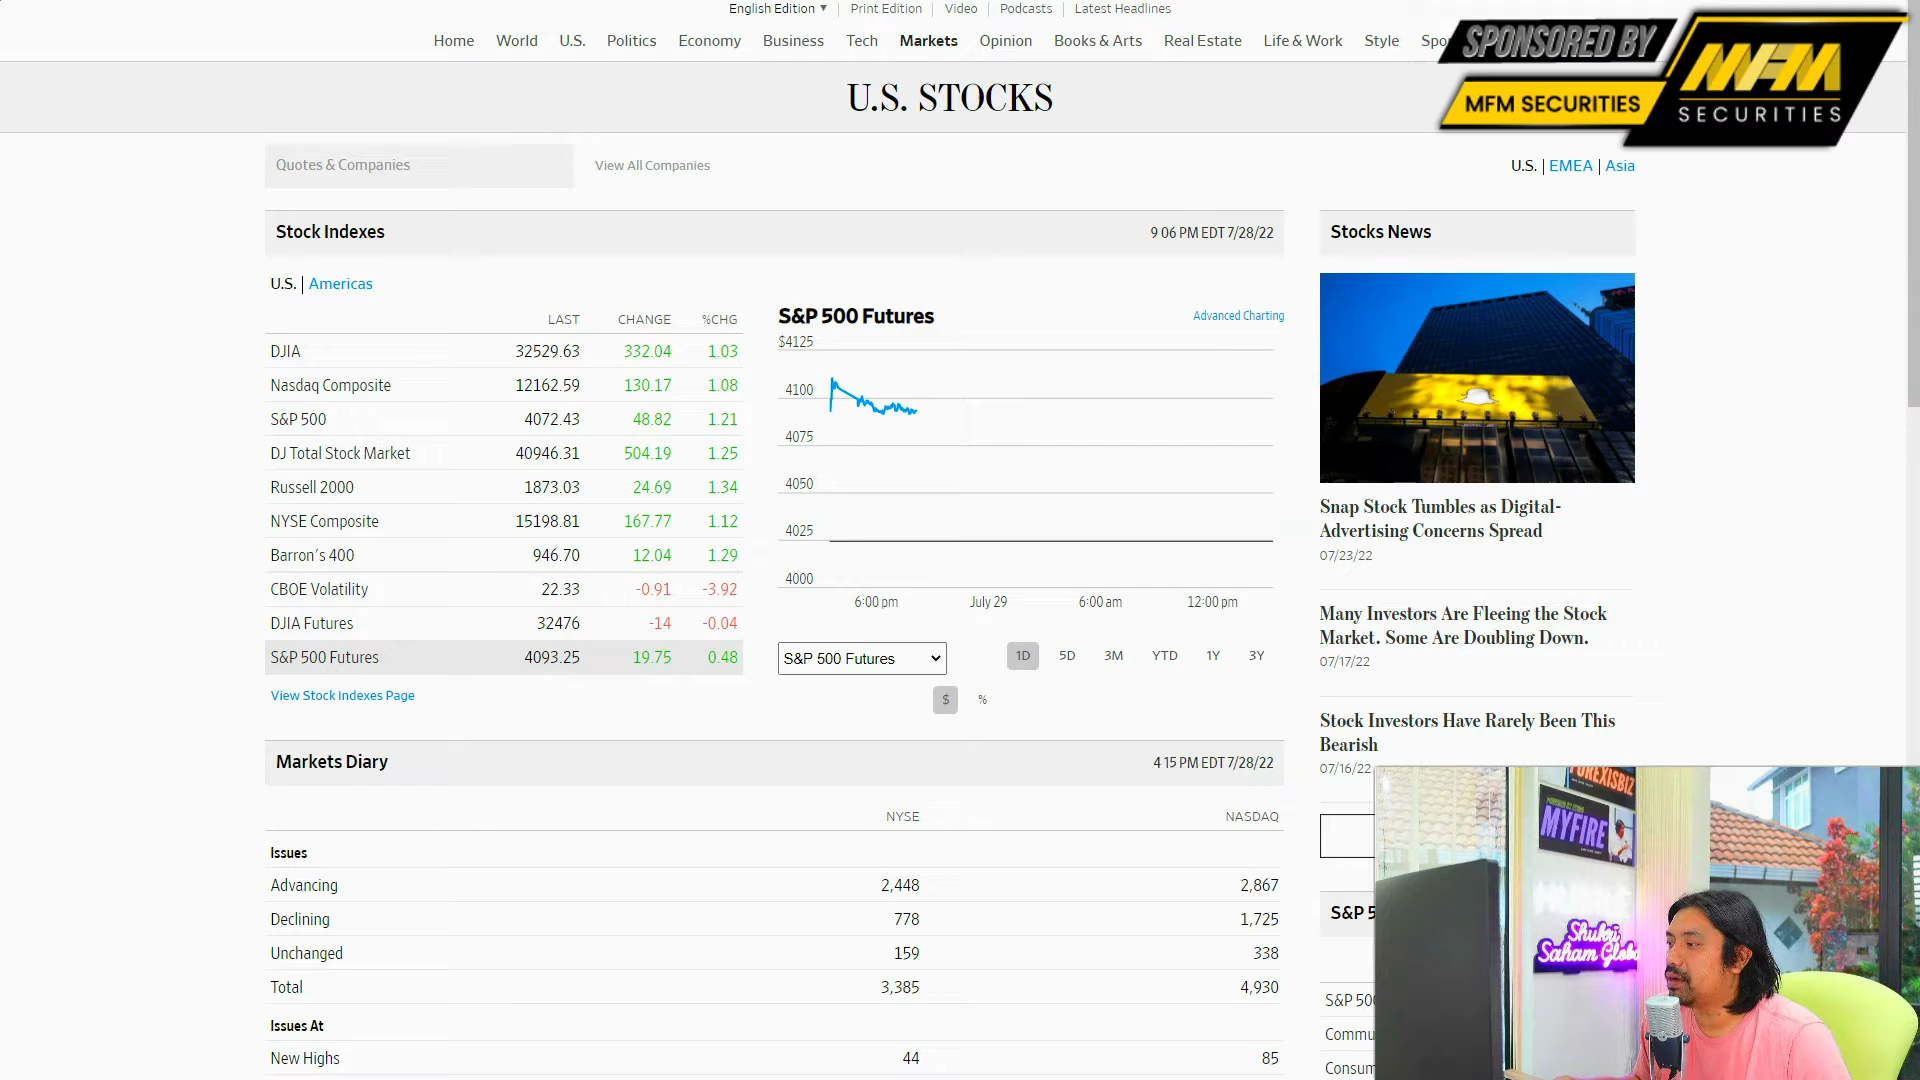 English Edition ▼ Print Edition Video Podcasts Latest Headlines
Home World U.S. Politics Economy Business Tech Markets Opinion Books & Arts Real Estate Life & Work Style
SPONSORED BY
MFM SECURITIES
MFM
SECURITIES
U.S. STOCKS
Quotes & Companies View All Companies
U.S. | EMEA | Asia
Stock Indexes 9 06 PM EDT 7/28/22
U.S. | Americas
LAST CHANGE %CHG
DJIA 32529.63 332.04 1.03
Nasdaq Composite 12162.59 130.17 1.08
S&P 500 4072.43 48.82 1.21
DJ Total Stock Market 40946.31 504.19 1.25
Russell 2000 1873.03 24.69 1.34
NYSE Composite 15198.81 167.77 1.12
Barron's 400 946.70 12.04 1.29
CBOE Volatility 22.33 -0.91 -3.92
DJIA Futures 32476 -14 -0.04
S&P 500 Futures 4093.25 19.75 0.48
View Stock Indexes Page
S&P 500 Futures Advanced Charting
$4125
4100
4075
4050
4025
4000
6:00 pm July 29 6:00 am 12:00 pm
S&P 500 Futures 1D 5D 3M YTD 1Y 3Y
$ %
Stocks News
Snap Stock Tumbles as Digital-
Advertising Concerns Spread
07/23/22
Many Investors Are Fleeing the Stock
Market. Some Are Doubling Down.
07/17/22
Stock Investors Have Rarely Been This
Bearish
07/16/22
Markets Diary 4 15 PM EDT 7/28/22
NYSE NASDAQ
Issues
Advancing 2,448 2,867
Declining 778 1,725
Unchanged 159 338
Total 3,385 4,930
Issues At
New Highs 44 85
S&P 5
S&P 500
FOREXISBIZ
MYFIRE
Shukri
Saham Globa